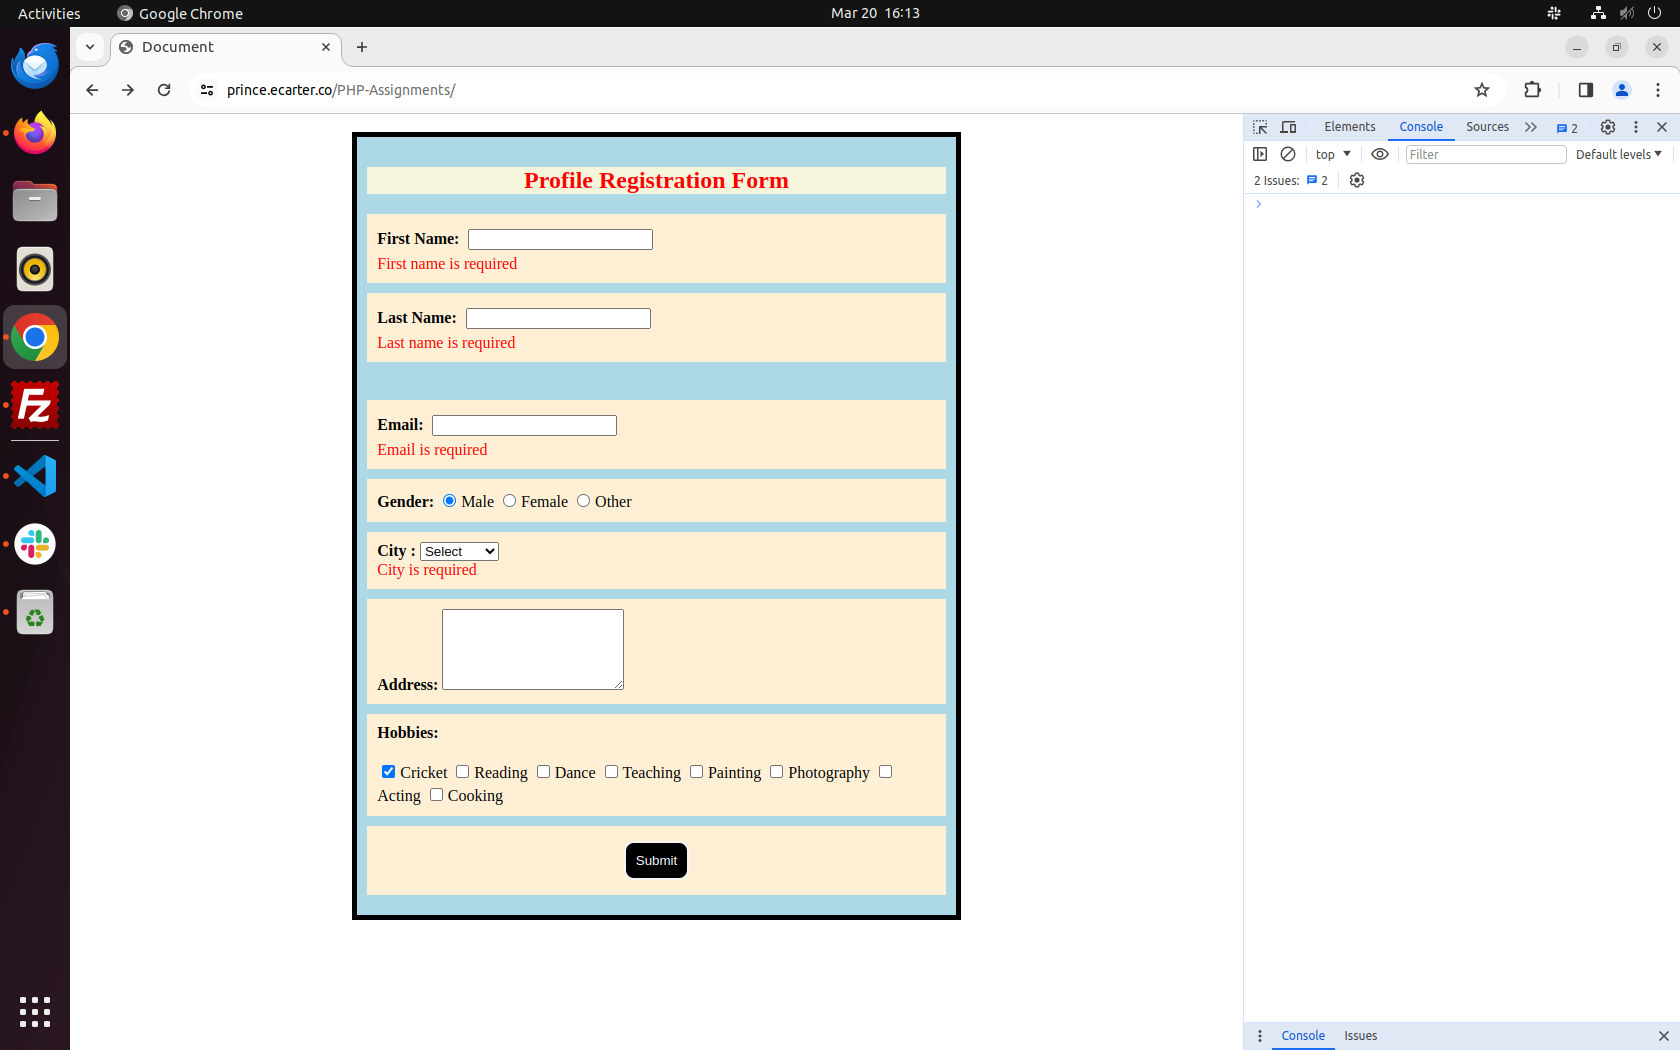 Activities
Google Chrome
Mar 20 16:13
Document
prince.ecarter.co/PHP-Assignments/
Elements
Console
Sources
2
top
Filter
Default levels
2 Issues:
2
Profile Registration Form
First Name:
First name is required
Last Name:
Last name is required
Email:
Email is required
Gender: Male Female Other
City : Select
City is required
Address:
Hobbies:
Cricket Reading Dance Teaching Painting Photography
Acting Cooking
Submit
Console
Issues
Fz